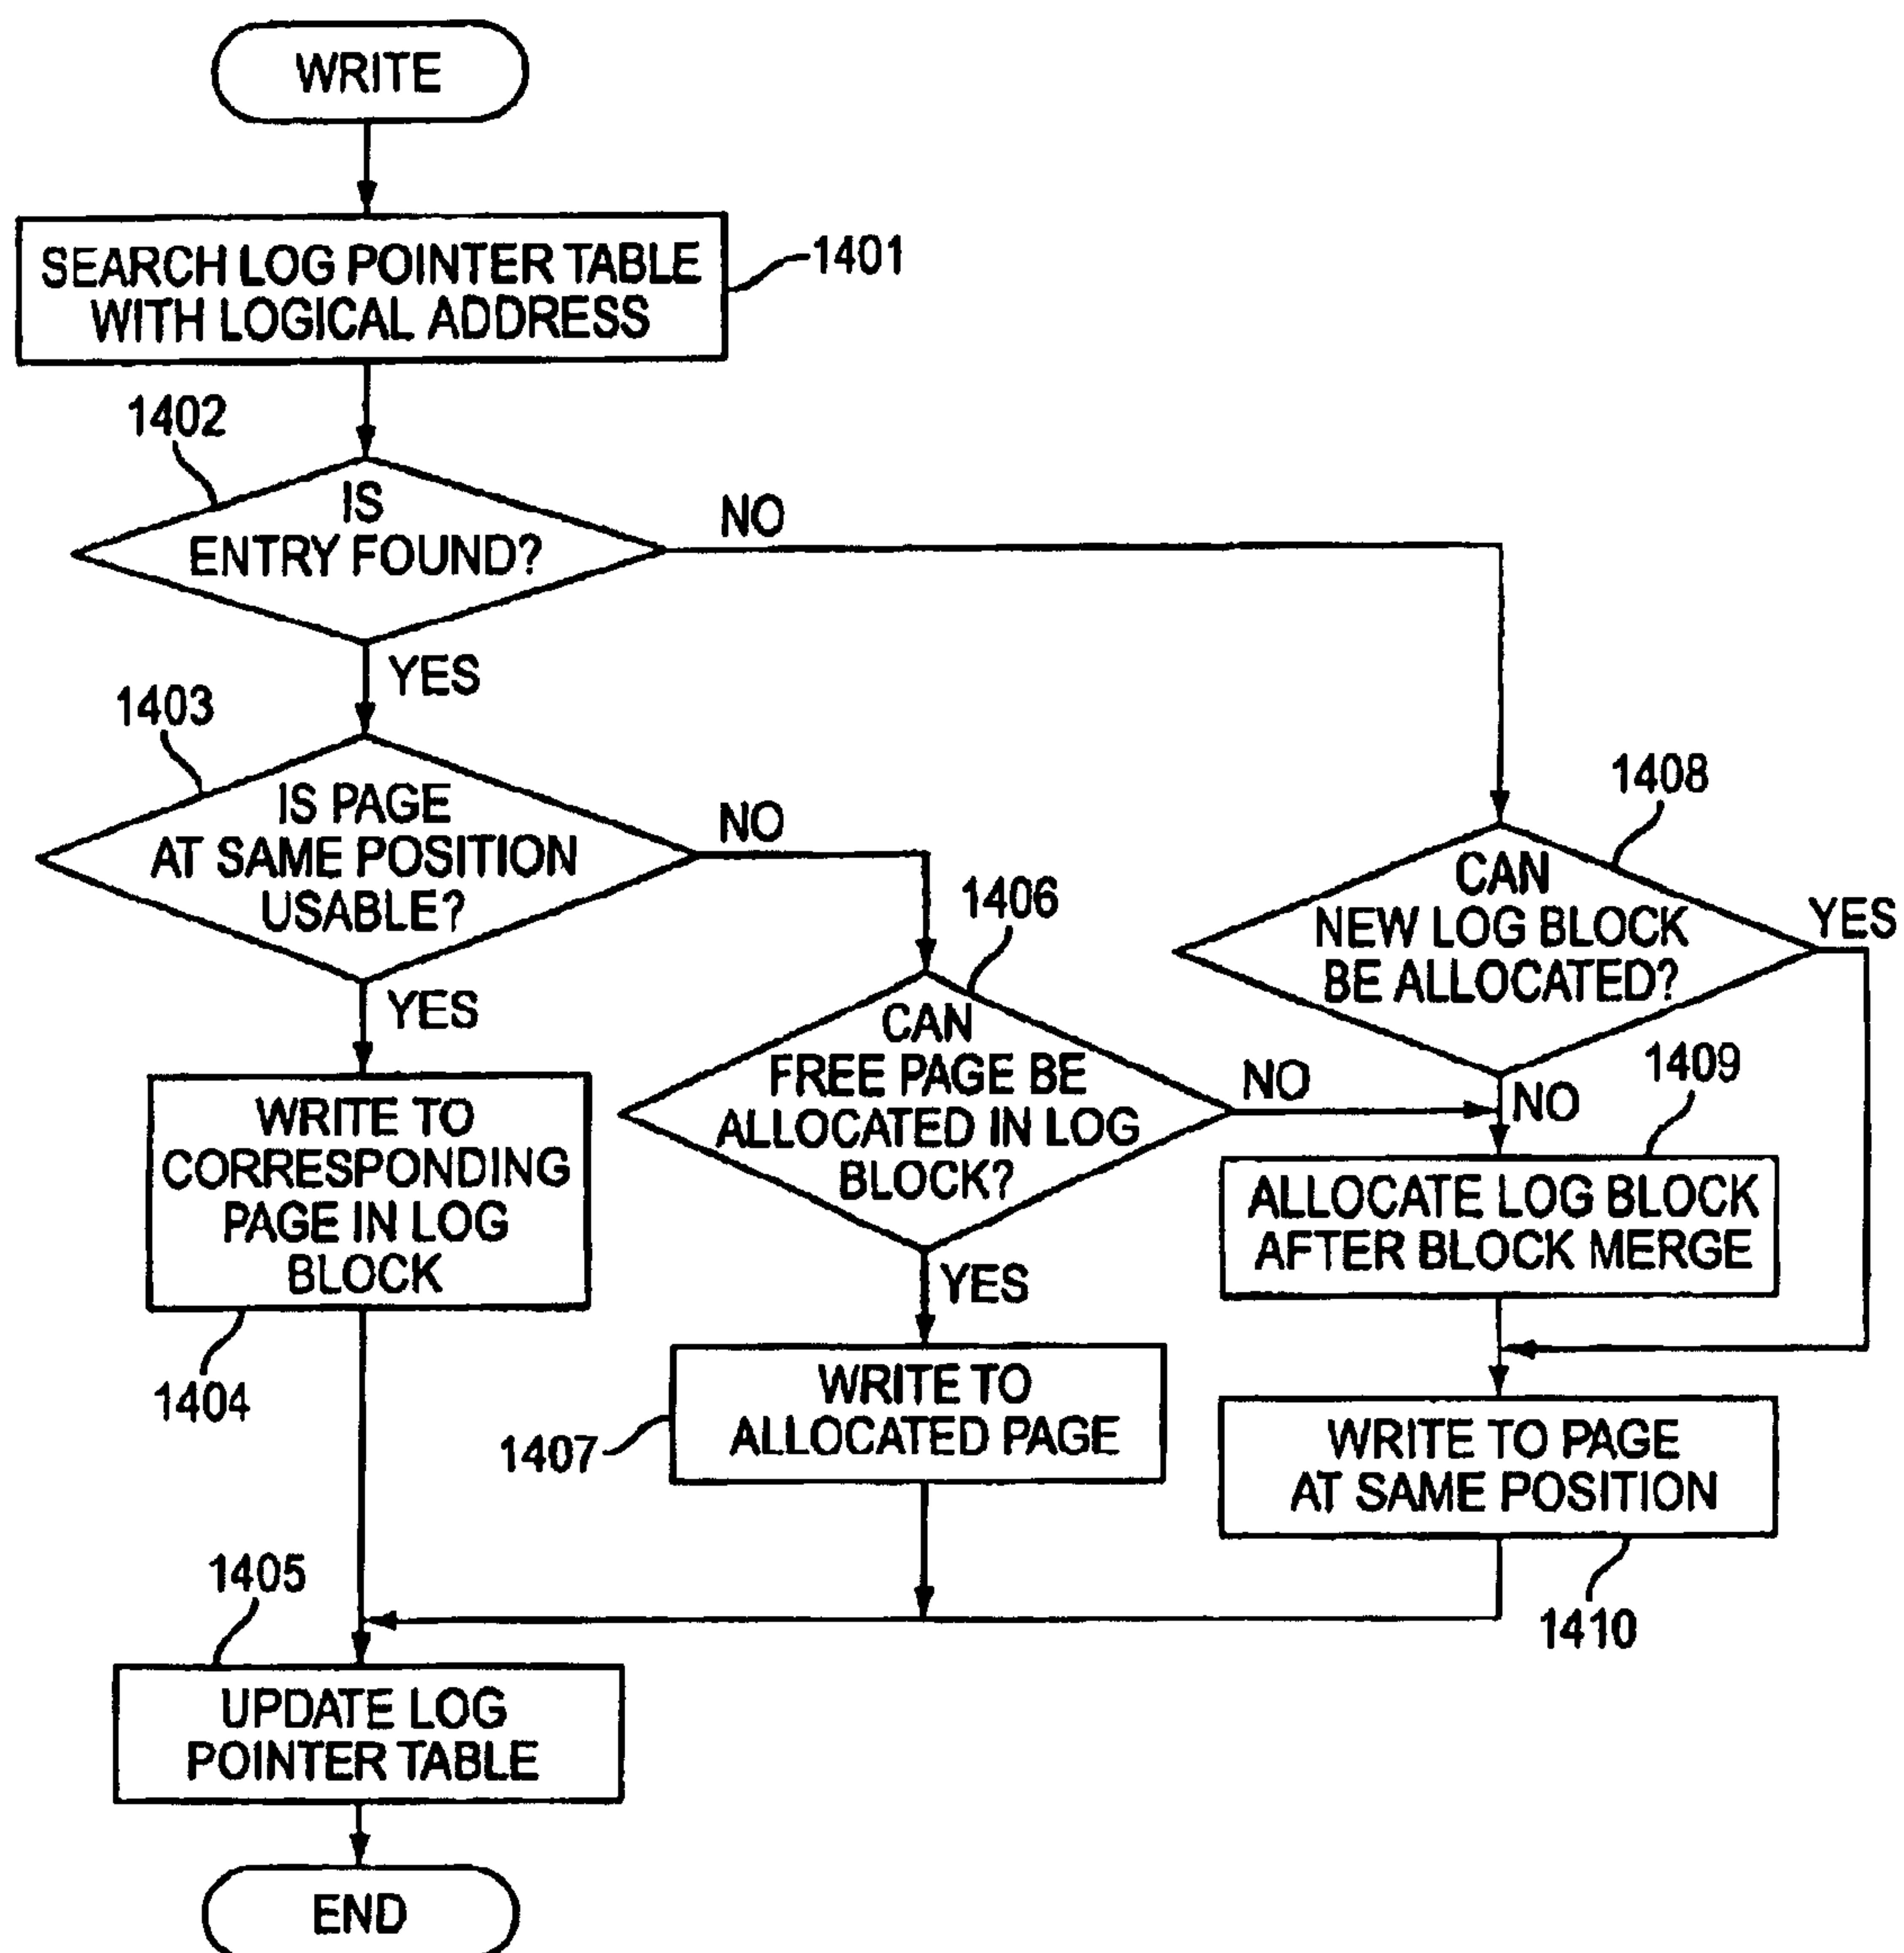 WRITE
SEARCH LOG POINTER TABLE
WITH LOGICAL ADDRESS
1401
1402
IS
ENTRY FOUND?
NO
YES
1403
IS PAGE
AT SAME POSITION
USABLE?
NO
YES
1408
CAN
NEW LOG BLOCK
BE ALLOCATED?
YES
NO
1406
CAN
FREE PAGE BE
ALLOCATED IN LOG
BLOCK?
NO
YES
1409
ALLOCATE LOG BLOCK
AFTER BLOCK MERGE
WRITE TO
CORRESPONDING
PAGE IN LOG
BLOCK
1404
WRITE TO
ALLOCATED PAGE
1407
WRITE TO PAGE
AT SAME POSITION
1410
1405
UPDATE LOG
POINTER TABLE
END